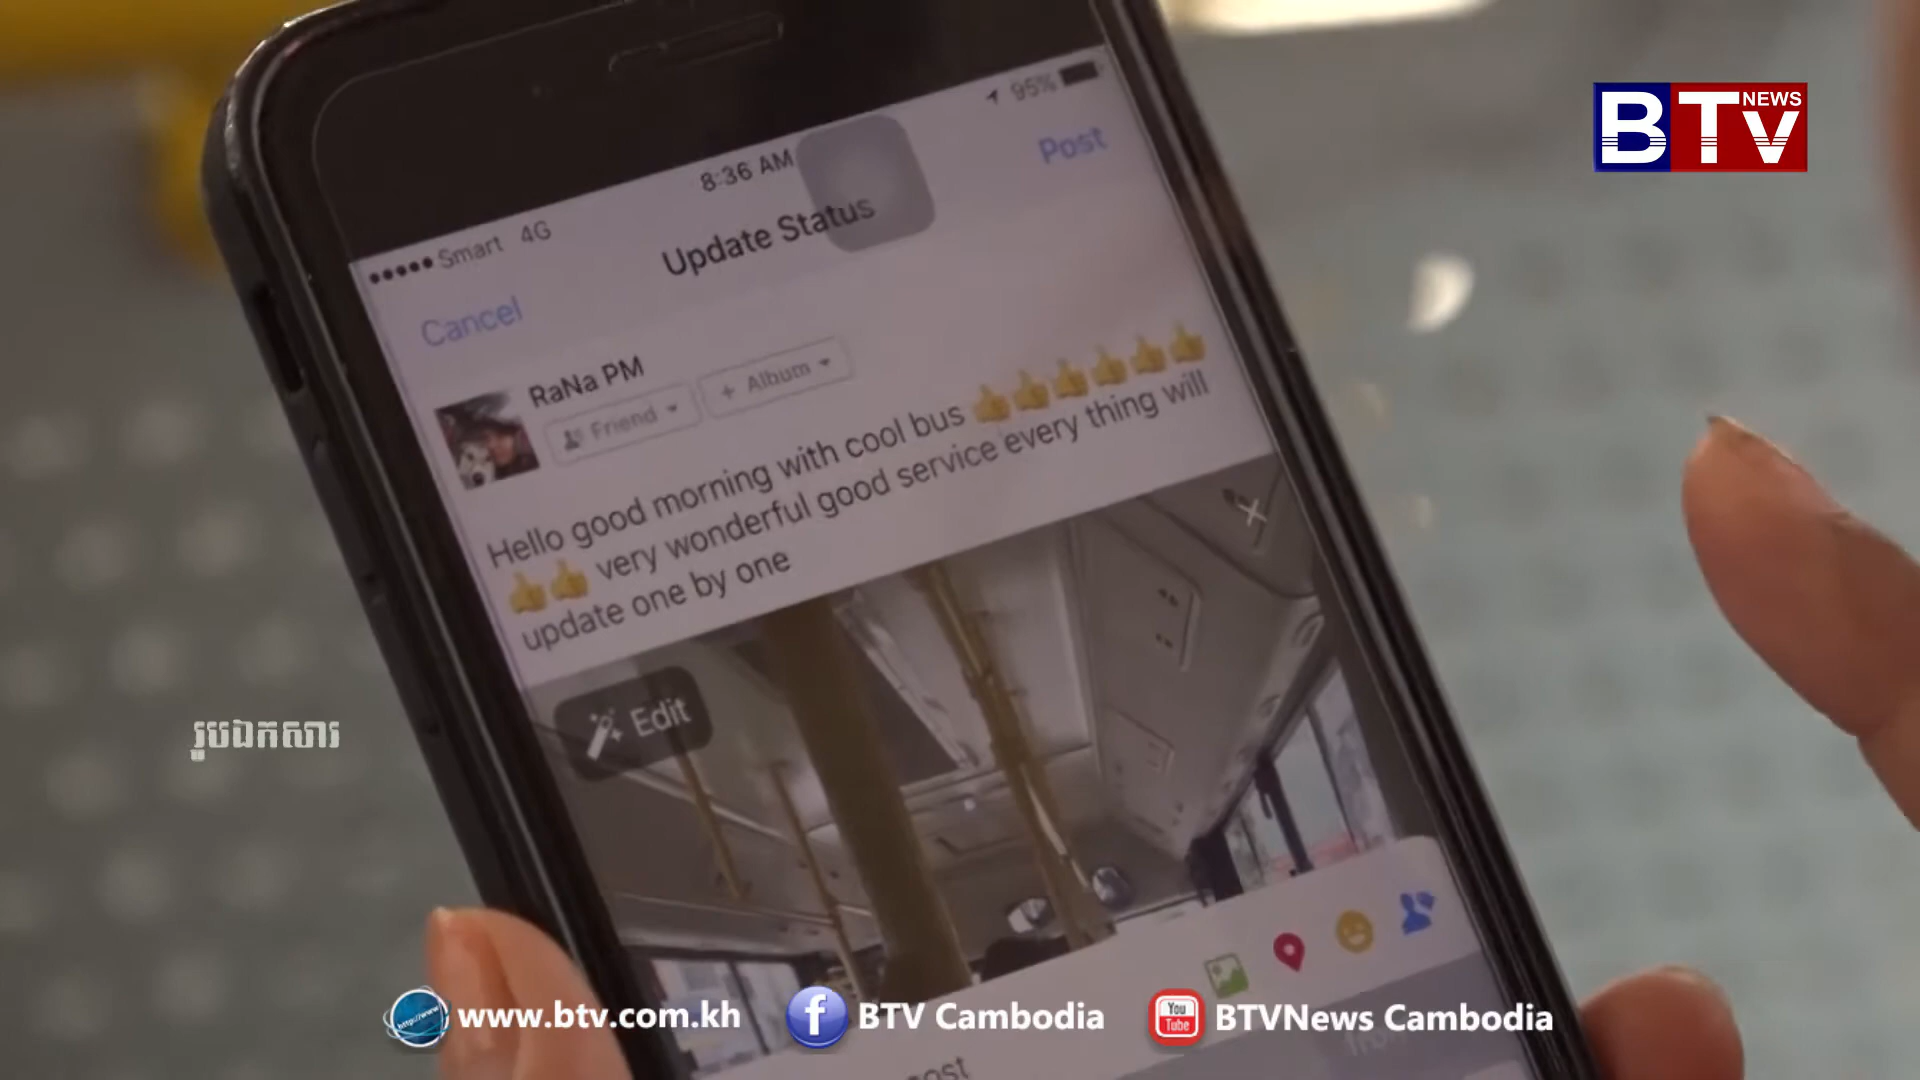 BTV NEWS
●●●●● Smart 4G 8:36 AM 95%
Cancel Update Status Post
RaNa PM
Friend + Album
Hello good morning with cool bus 👍👍👍👍👍👍
👍👍 very wonderful good service every thing will
update one by one
Edit
រូបឯកសារ
http://www
www.btv.com.kh
f BTV Cambodia
You Tube BTVNews Cambodia